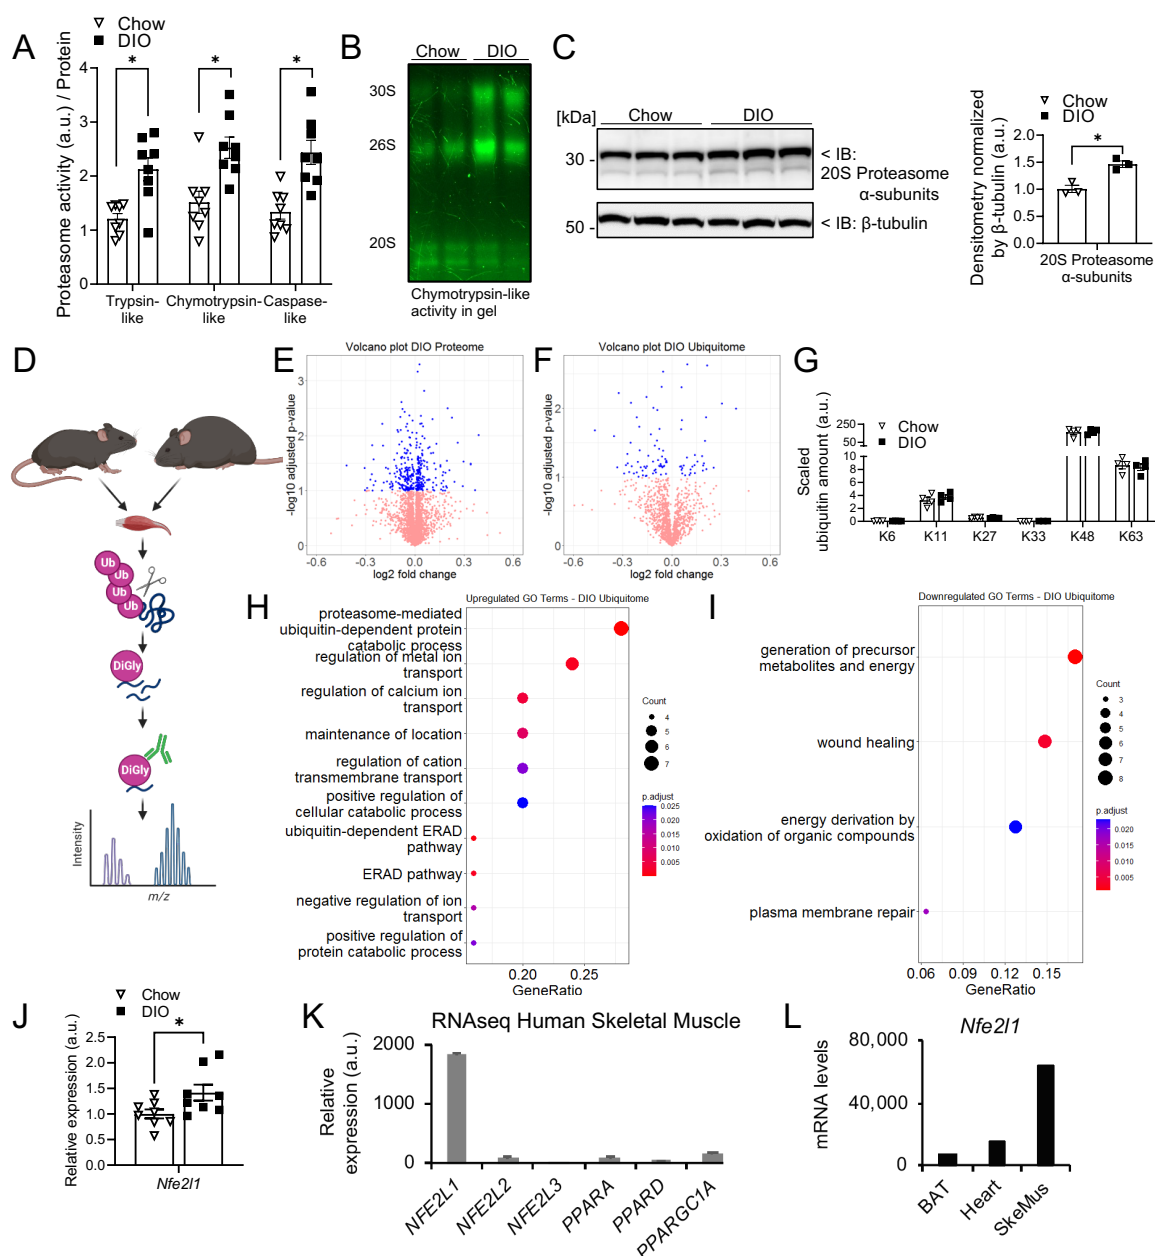 A
Chow
DIO
Proteasome activity (a.u.) / Protein
4
3
2
1
0
*
*
*
Trypsin-
like
Chymotrypsin-
like
Caspase-
like
B
Chow
DIO
30S
26S
20S
Chymotrypsin-like
activity in gel
C
[kDa]
Chow
DIO
30 -
< IB:
20S Proteasome
α-subunits
50 -
< IB: β-tubulin
Chow
DIO
Densitometry normalized
by β-tubulin (a.u.)
2.0
1.5
1.0
0.5
0.0
*
20S Proteasome
α-subunits
D
Ub
Ub
Ub
Ub
DiGly
DiGly
Intensity
m/z
E
Volcano plot DIO Proteome
-log10 adjusted p-value
3
2
1
0
-0.6
-0.3
0.0
0.3
0.6
log2 fold change
F
Volcano plot DIO Ubiquitome
-log10 adjusted p-value
2
1
0
-0.6
-0.3
0.0
0.3
0.6
log2 fold change
G
Scaled
ubiquitin amount (a.u.)
Chow
DIO
250
50
10
8
6
4
2
0
K6
K11
K27
K33
K48
K63
H
Upregulated GO Terms - DIO Ubiquitome
proteasome-mediated
ubiquitin-dependent protein
catabolic process
regulation of metal ion
transport
regulation of calcium ion
transport
maintenance of location
regulation of cation
transmembrane transport
positive regulation of
cellular catabolic process
ubiquitin-dependent ERAD
pathway
ERAD pathway
negative regulation of ion
transport
positive regulation of
protein catabolic process
0.20
0.25
GeneRatio
Count
4
5
6
7
p.adjust
0.025
0.020
0.015
0.010
0.005
I
Downregulated GO Terms - DIO Ubiquitome
generation of precursor
metabolites and energy
wound healing
energy derivation by
oxidation of organic compounds
plasma membrane repair
0.06
0.09
0.12
0.15
GeneRatio
Count
3
4
5
6
7
8
p.adjust
0.020
0.015
0.010
0.005
J
Chow
DIO
Relative expression (a.u.)
2.5
2.0
1.5
1.0
0.5
0.0
*
Nfe2l1
K
RNAseq Human Skeletal Muscle
Relative
expression (a.u.)
2000
1000
0
NFE2L1
NFE2L2
NFE2L3
PPARA
PPARD
PPARGC1A
L
Nfe2l1
mRNA levels
80,000
40,000
0
BAT
Heart
SkeMus